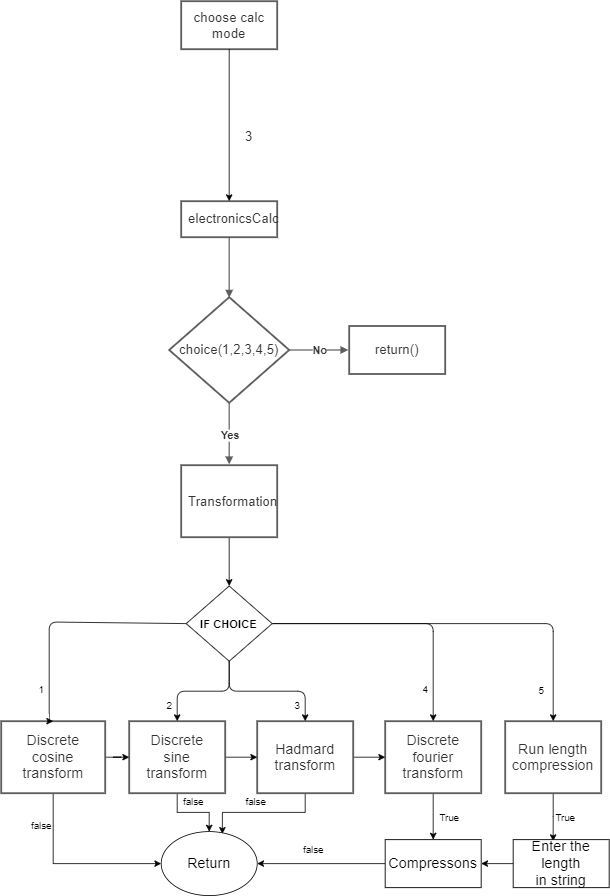 choose calc
mode
3
electronicsCalc
choice(1,2,3,4,5)
No
return()
Yes
Transformation
IF CHOICE
1
2
3
4
5
Discrete
cosine
transform
Discrete
sine
transform
Hadmard
transform
Discrete
fourier
transform
Run length
compression
false
false
false
True
True
false
Return
Compressons
Enter the
length
in string